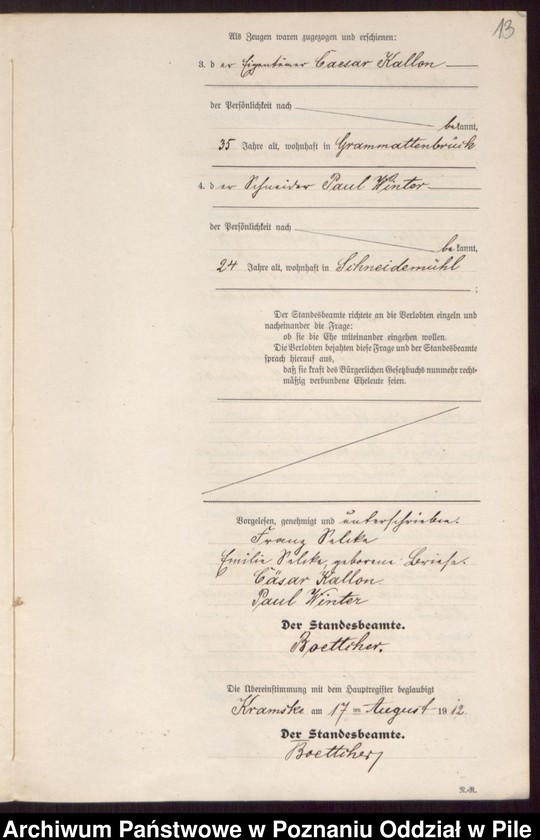 13
Als Zeugen waren zugezogen und erschienen:
3. der Eigentümer Caesar Kallon
der Persönlichkeit nach
bekannt,
35 Jahre alt, wohnhaft in Grammattenbrück
4. der Schneider Paul Winter
der Persönlichkeit nach
bekannt,
24 Jahre alt, wohnhaft in Schneidemühl
;
Der Standesbeamte richtete an die Verlobten einzeln und
nacheinander die Frage:
ob sie die Ehe miteinander eingehen wollen.
Die Verlobten bejahten diese Frage und der Standesbeamte
sprach hierauf aus,
daß sie kraft des Bürgerlichen Gesetzbuchs nunmehr recht-
mäßig verbundene Eheleute seien.
Vorgelesen, genehmigt und unterschrieben.
Franz Selcke
Emilie Selcke, geborene Briese.
Cäsar Kallon
Paul Winter
Der Standesbeamte.
Boettcher.
Die Übereinstimmung mit dem Hauptregister beglaubigt
Kramske am 17 ten August 1912.
Der Standesbeamte.
Boettcher
N.-R.
Archiwum Państwowe w Poznaniu Oddział w Pile